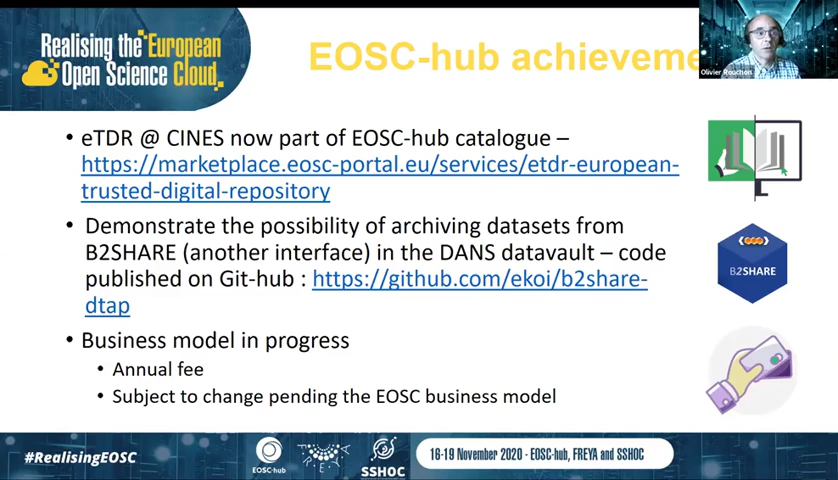 Realising the European
Open Science Cloud
EOSC-hub achieveme
Olivier Rouchon
• eTDR @ CINES now part of EOSC-hub catalogue –
https://marketplace.eosc-portal.eu/services/etdr-european-
trusted-digital-repository
• Demonstrate the possibility of archiving datasets from
B2SHARE (another interface) in the DANS datavault – code
published on Git-hub : https://github.com/ekoi/b2share-
dtap
B2SHARE
• Business model in progress
• Annual fee
• Subject to change pending the EOSC business model
#RealisingEOSC
EOSC-hub
FREYA
SSHOC
16-19 November 2020 - EOSC-hub, FREYA and SSHOC